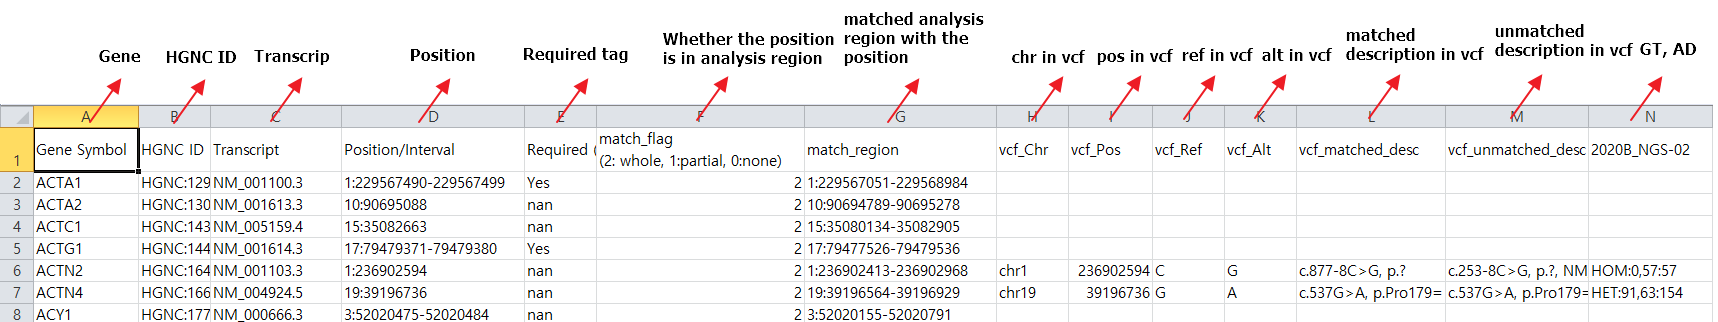 Gene HGNC ID Transcrip Position Required tag Whether the position is in analysis region matched analysis region with the position chr in vcf pos in vcf ref in vcf alt in vcf matched description in vcf unmatched description in vcf GT, AD
A B C D E F G H I J K L M N
1 Gene Symbol HGNC ID Transcript Position/Interval Required ( match_flag (2: whole, 1:partial, 0:none) match_region vcf_Chr vcf_Pos vcf_Ref vcf_Alt vcf_matched_desc vcf_unmatched_desc 2020B_NGS-02
2 ACTA1 HGNC:129 NM_001100.3 1:229567490-229567499 Yes 2 1:229567051-229568984
3 ACTA2 HGNC:130 NM_001613.3 10:90695088 nan 2 10:90694789-90695278
4 ACTC1 HGNC:143 NM_005159.4 15:35082663 nan 2 15:35080134-35082905
5 ACTG1 HGNC:144 NM_001614.3 17:79479371-79479380 Yes 2 17:79477526-79479536
6 ACTN2 HGNC:164 NM_001103.3 1:236902594 nan 2 1:236902413-236902968 chr1 236902594 C G c.877-8C>G, p.? c.253-8C>G, p.?, NM HOM:0,57:57
7 ACTN4 HGNC:166 NM_004924.5 19:39196736 nan 2 19:39196564-39196929 chr19 39196736 G A c.537G>A, p.Pro179= c.537G>A, p.Pro179= HET:91,63:154
8 ACY1 HGNC:177 NM_000666.3 3:52020475-52020484 nan 2 3:52020155-52020791